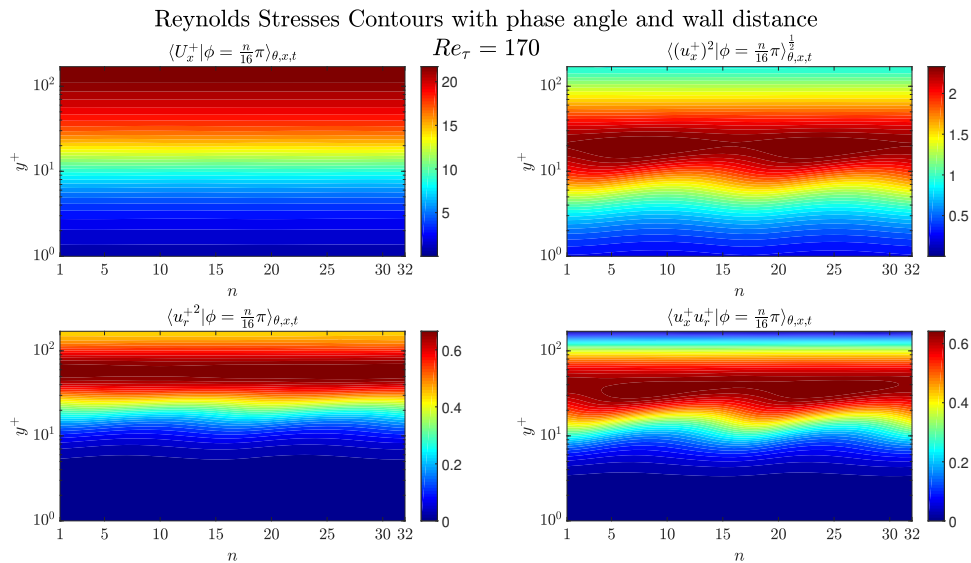 Reynolds Stresses Contours with phase angle and wall distance
Re_τ = 170
⟨U_x^+|ϕ = n/16 π⟩_{θ,x,t}
10^2
10^1
10^0
y^+
1 5 10 15 20 25 30 32
n
20
15
10
5
⟨(u_x^+)^2|ϕ = n/16 π⟩^{1/2}_{θ,x,t}
10^2
10^1
10^0
y^+
1 5 10 15 20 25 30 32
n
2
1.5
1
0.5
⟨u_r^{+2}|ϕ = n/16 π⟩_{θ,x,t}
10^2
10^1
10^0
y^+
1 5 10 15 20 25 30 32
n
0.6
0.4
0.2
0
⟨u_x^+ u_r^+|ϕ = n/16 π⟩_{θ,x,t}
10^2
10^1
10^0
y^+
1 5 10 15 20 25 30 32
n
0.6
0.4
0.2
0